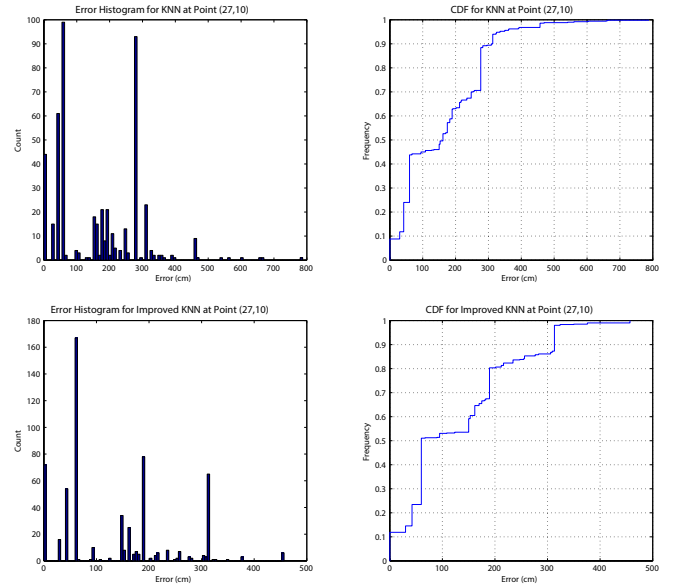 Error Histogram for KNN at Point (27,10)
100
90
80
70
60
50
40
30
20
10
0
Count
0 100 200 300 400 500 600 700 800
Error (cm)
CDF for KNN at Point (27,10)
1
0.9
0.8
0.7
0.6
0.5
0.4
0.3
0.2
0.1
0
Frequency
0 100 200 300 400 500 600 700 800
Error (cm)
Error Histogram for Improved KNN at Point (27,10)
180
160
140
120
100
80
60
40
20
0
Count
0 100 200 300 400 500
Error (cm)
CDF for Improved KNN at Point (27,10)
1
0.9
0.8
0.7
0.6
0.5
0.4
0.3
0.2
0.1
0
Frequency
0 100 200 300 400 500
Error (cm)